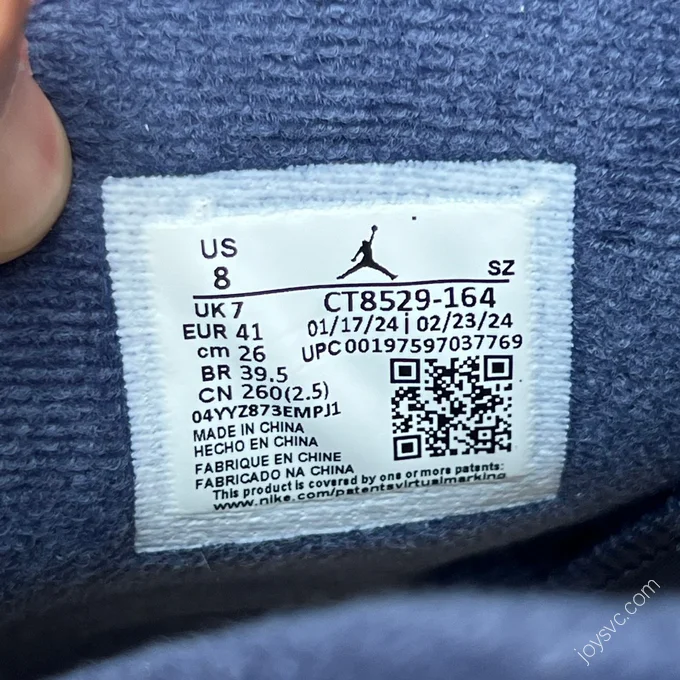 US
8
SZ
UK 7
CT8529-164
EUR 41
01/17/24 | 02/23/24
cm 26
UPC 00197597037769
BR 39.5
CN 260(2.5)
04YYZ873EMPJ1
MADE IN CHINA
HECHO EN CHINA
FABRIQUE EN CHINE
FABRICADO NA CHINA
This product is covered by one or more patents:
www.nike.com/patentsvirtualmarking
joysvc.com